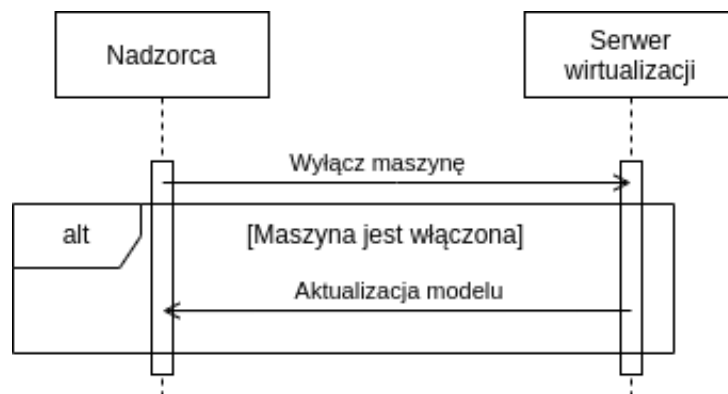 Nadzorca
Serwer
wirtualizacji
Wyłącz maszynę
alt
[Maszyna jest włączona]
Aktualizacja modelu